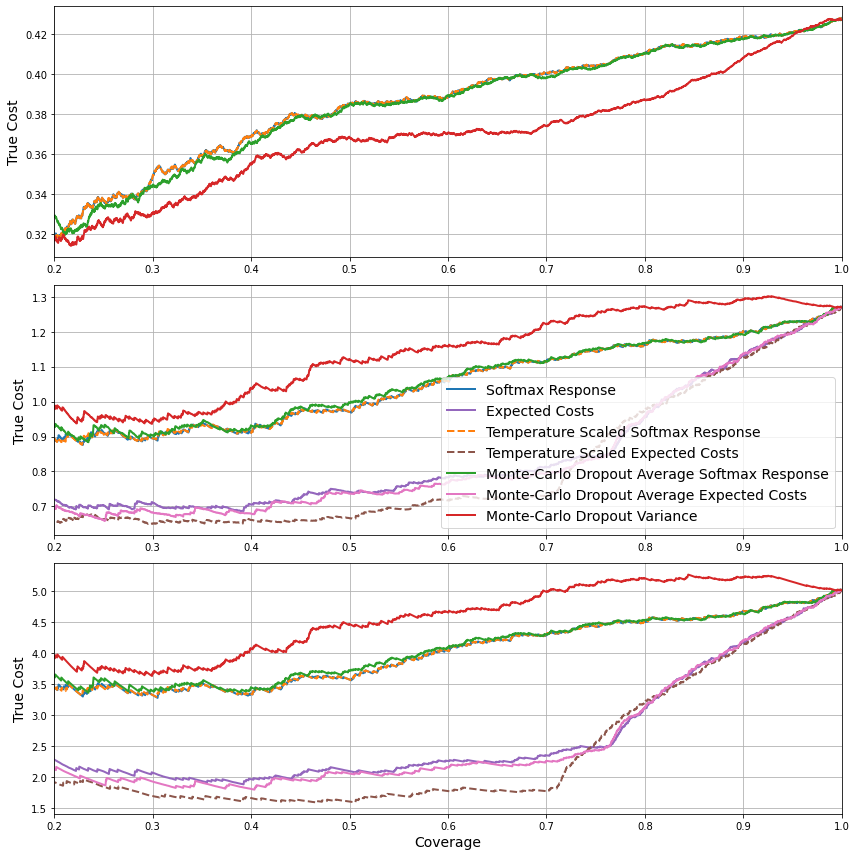 0.42
0.40
0.38
0.36
0.34
0.32
True Cost
0.2 0.3 0.4 0.5 0.6 0.7 0.8 0.9 1.0
1.3
1.2
1.1
1.0
0.9
0.8
0.7
True Cost
Softmax Response
Expected Costs
Temperature Scaled Softmax Response
Temperature Scaled Expected Costs
Monte-Carlo Dropout Average Softmax Response
Monte-Carlo Dropout Average Expected Costs
Monte-Carlo Dropout Variance
0.2 0.3 0.4 0.5 0.6 0.7 0.8 0.9 1.0
5.0
4.5
4.0
3.5
3.0
2.5
2.0
1.5
True Cost
0.2 0.3 0.4 0.5 0.6 0.7 0.8 0.9 1.0
Coverage